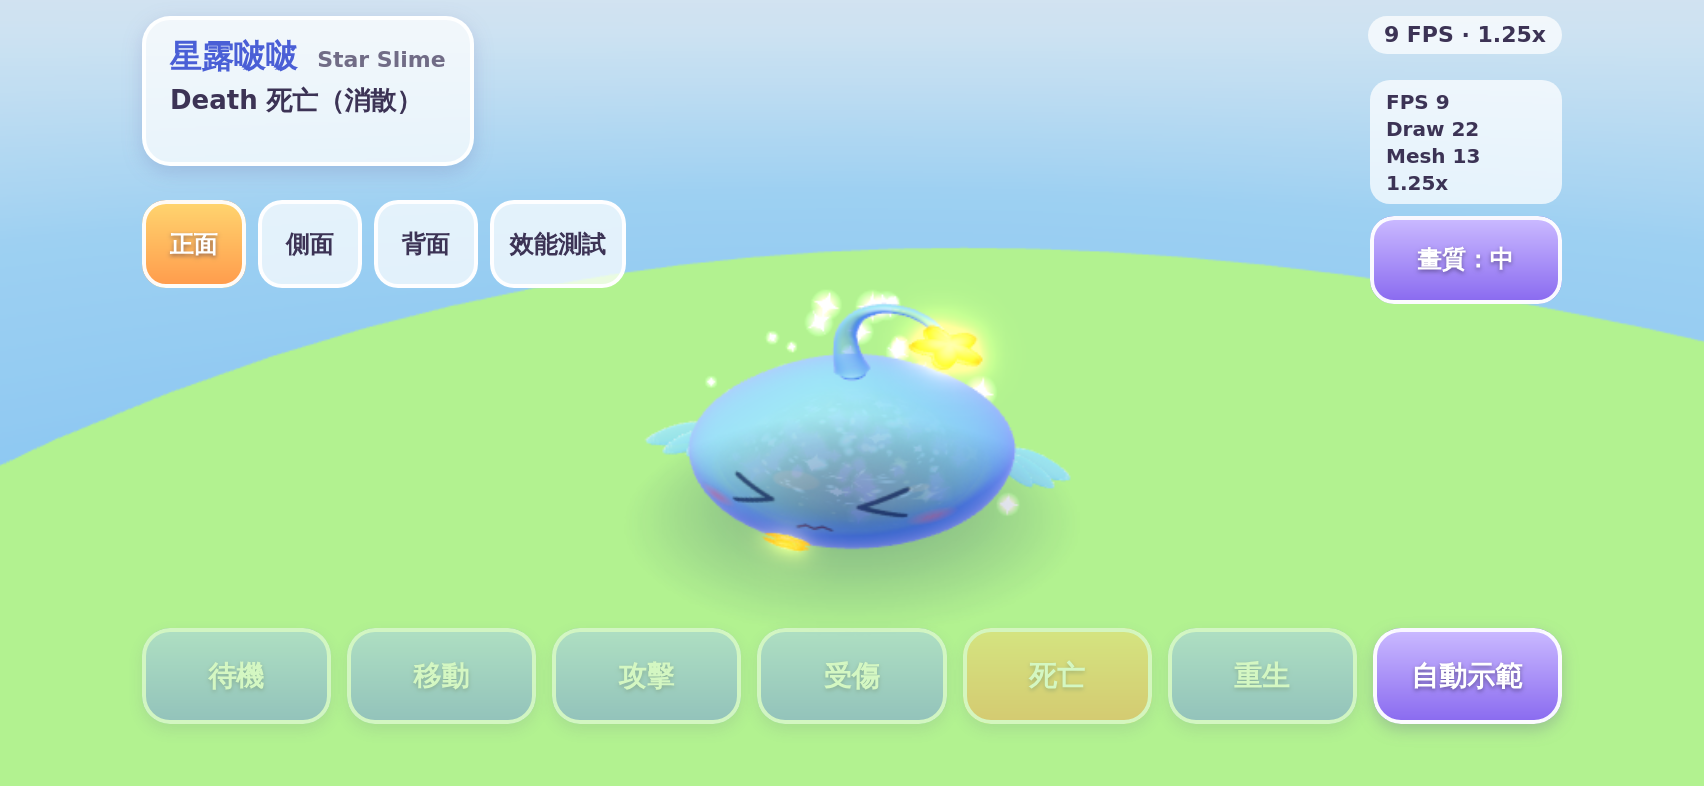 星露啵啵 Star Slime
Death 死亡（消散）
9 FPS · 1.25x
FPS 9
Draw 22
Mesh 13
1.25x
正面 側面 背面 效能測試
畫質：中
待機 移動 攻擊 受傷 死亡 重生 自動示範